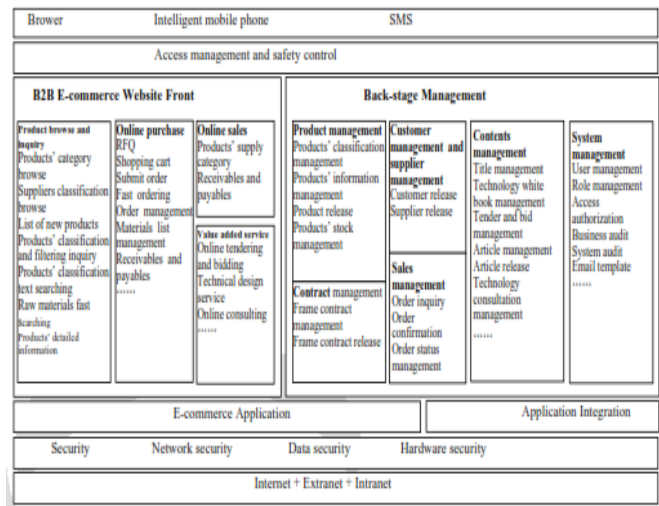 Brower Intelligent mobile phone SMS
Access management and safety control
B2B E-commerce Website Front
Product browse and
inquiry
Products' category
browse
Suppliers classification
browse
List of new products
Products' classification
and filtering inquiry
Products' classification
text searching
Raw materials fast
Searching
Products' detailed
information
Online purchase
RFQ
Shopping cart
Submit order
Fast ordering
Order management
Materials list
management
Receivables and
payables
……
Online sales
Products' supply
category
Receivables and
payables
Value added service
Online tendering
and bidding
Technical design
service
Online consulting
……
Back-stage Management
Product management
Products' classification
management
Products' information
management
Product release
Products' stock
management
Contract management
Frame contract
management
Frame contract release
Customer
management and
supplier
management
Customer release
Supplier release
Sales
management
Order inquiry
Order
confirmation
Order status
management
Contents
management
Title management
Technology white
book management
Tender and bid
management
Article management
Article release
Technology
consultation
management
……
System
management
User management
Role management
Access
authorization
Business audit
System audit
Email template
……
E-commerce Application
Application Integration
Security Network security Data security Hardware security
Internet + Extranet + Intranet